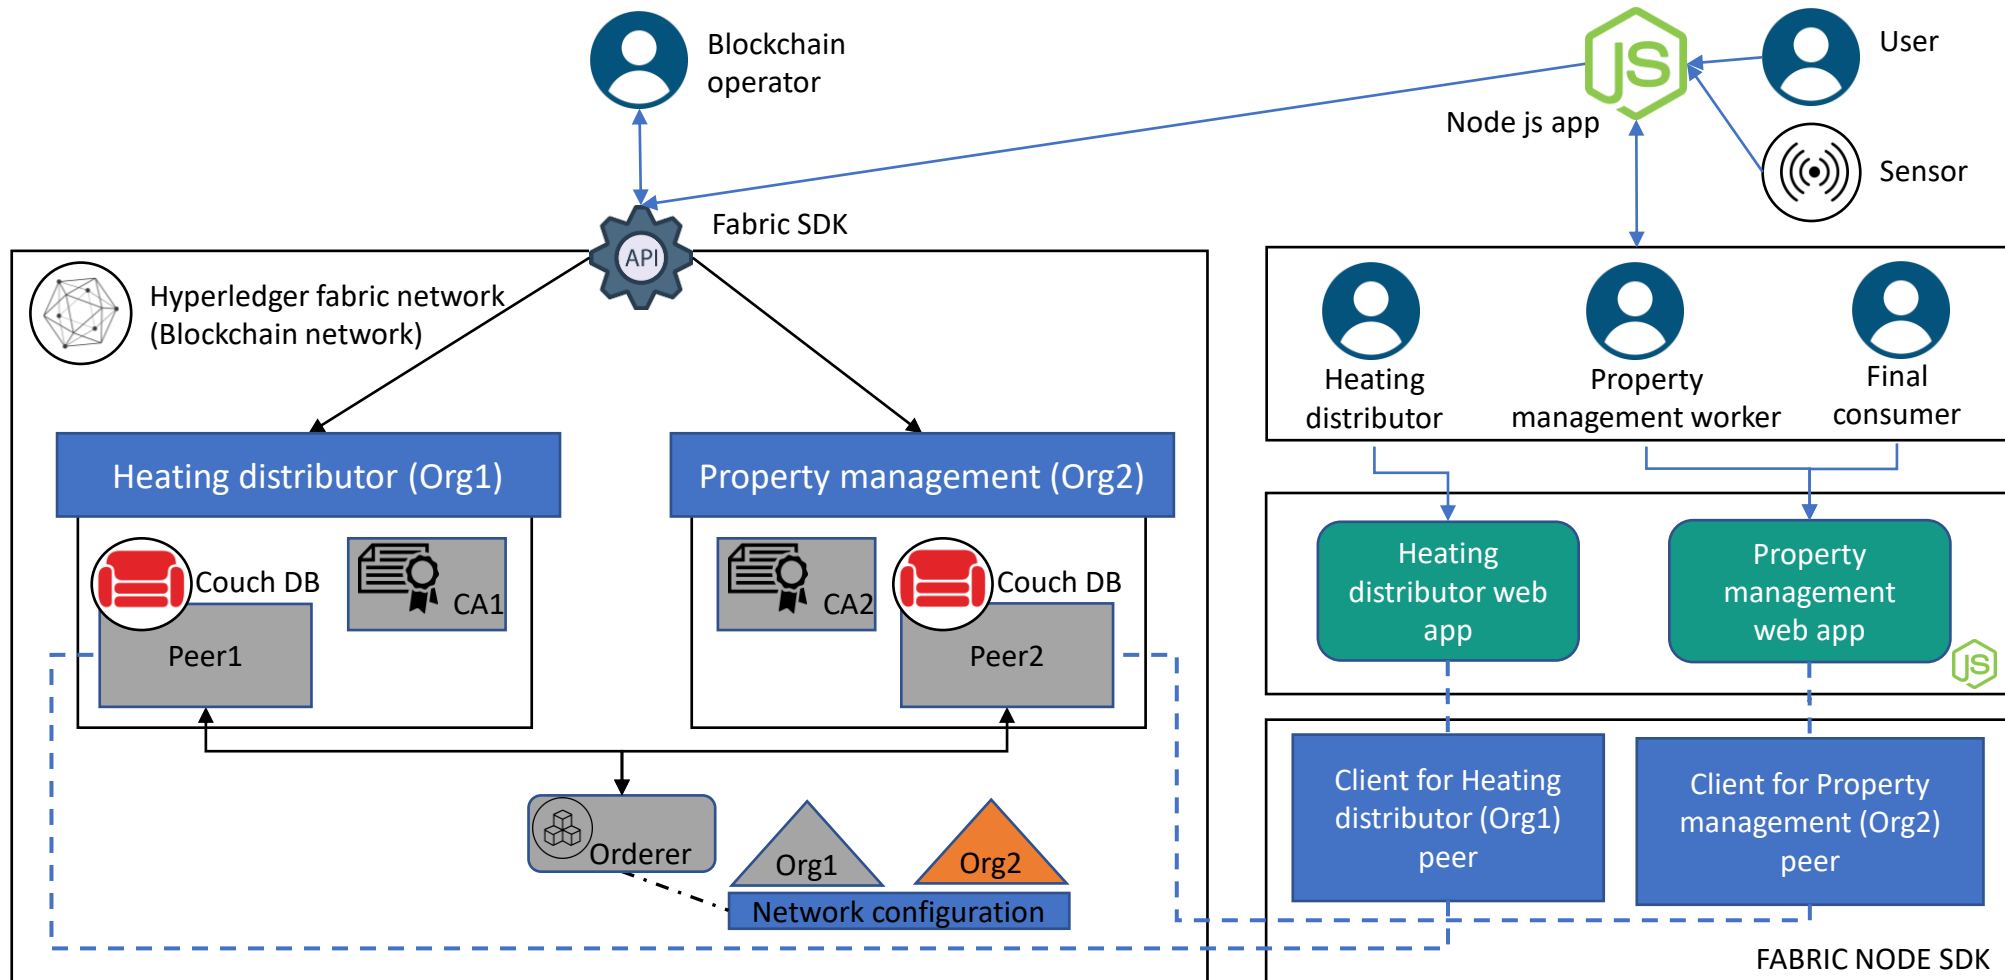 Blockchain
operator
JS
Node js app
User
Sensor
Fabric SDK
API
Hyperledger fabric network
(Blockchain network)
Heating
distributor
Property
management worker
Final
consumer
Heating distributor (Org1)
Property management (Org2)
Couch DB
CA1
Peer1
CA2
Couch DB
Peer2
Heating
distributor web
app
Property
management
web app
JS
Orderer
Org1
Org2
Network configuration
Client for Heating
distributor (Org1)
peer
Client for Property
management (Org2)
peer
FABRIC NODE SDK